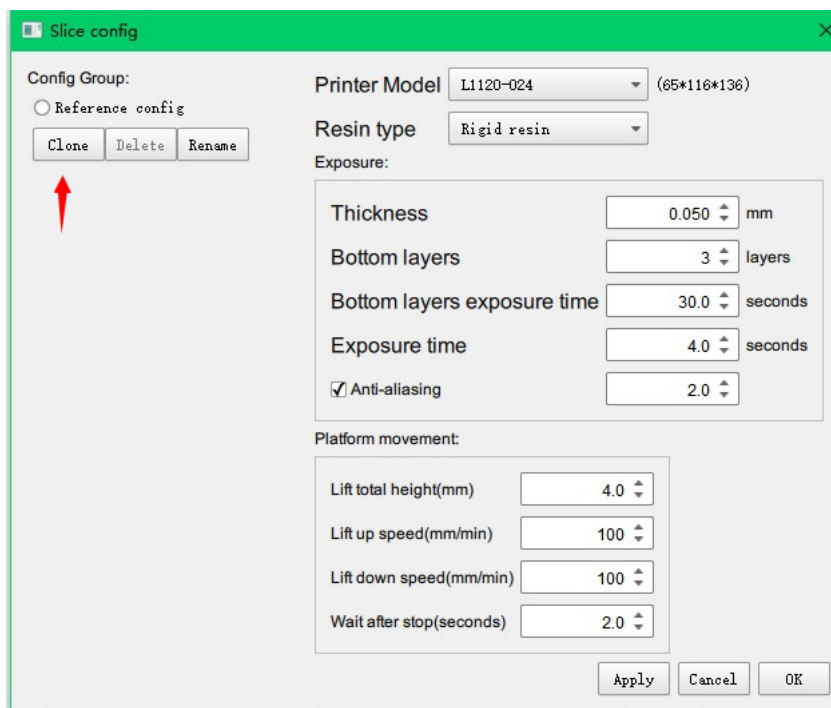 Slice config
Config Group:
Reference config
Clone Delete Rename
Printer Model L1120-024 (65*116*136)
Resin type Rigid resin
Exposure:
Thickness 0.050 mm
Bottom layers 3 layers
Bottom layers exposure time 30.0 seconds
Exposure time 4.0 seconds
Anti-aliasing 2.0
Platform movement:
Lift total height(mm) 4.0
Lift up speed(mm/min) 100
Lift down speed(mm/min) 100
Wait after stop(seconds) 2.0
Apply Cancel OK